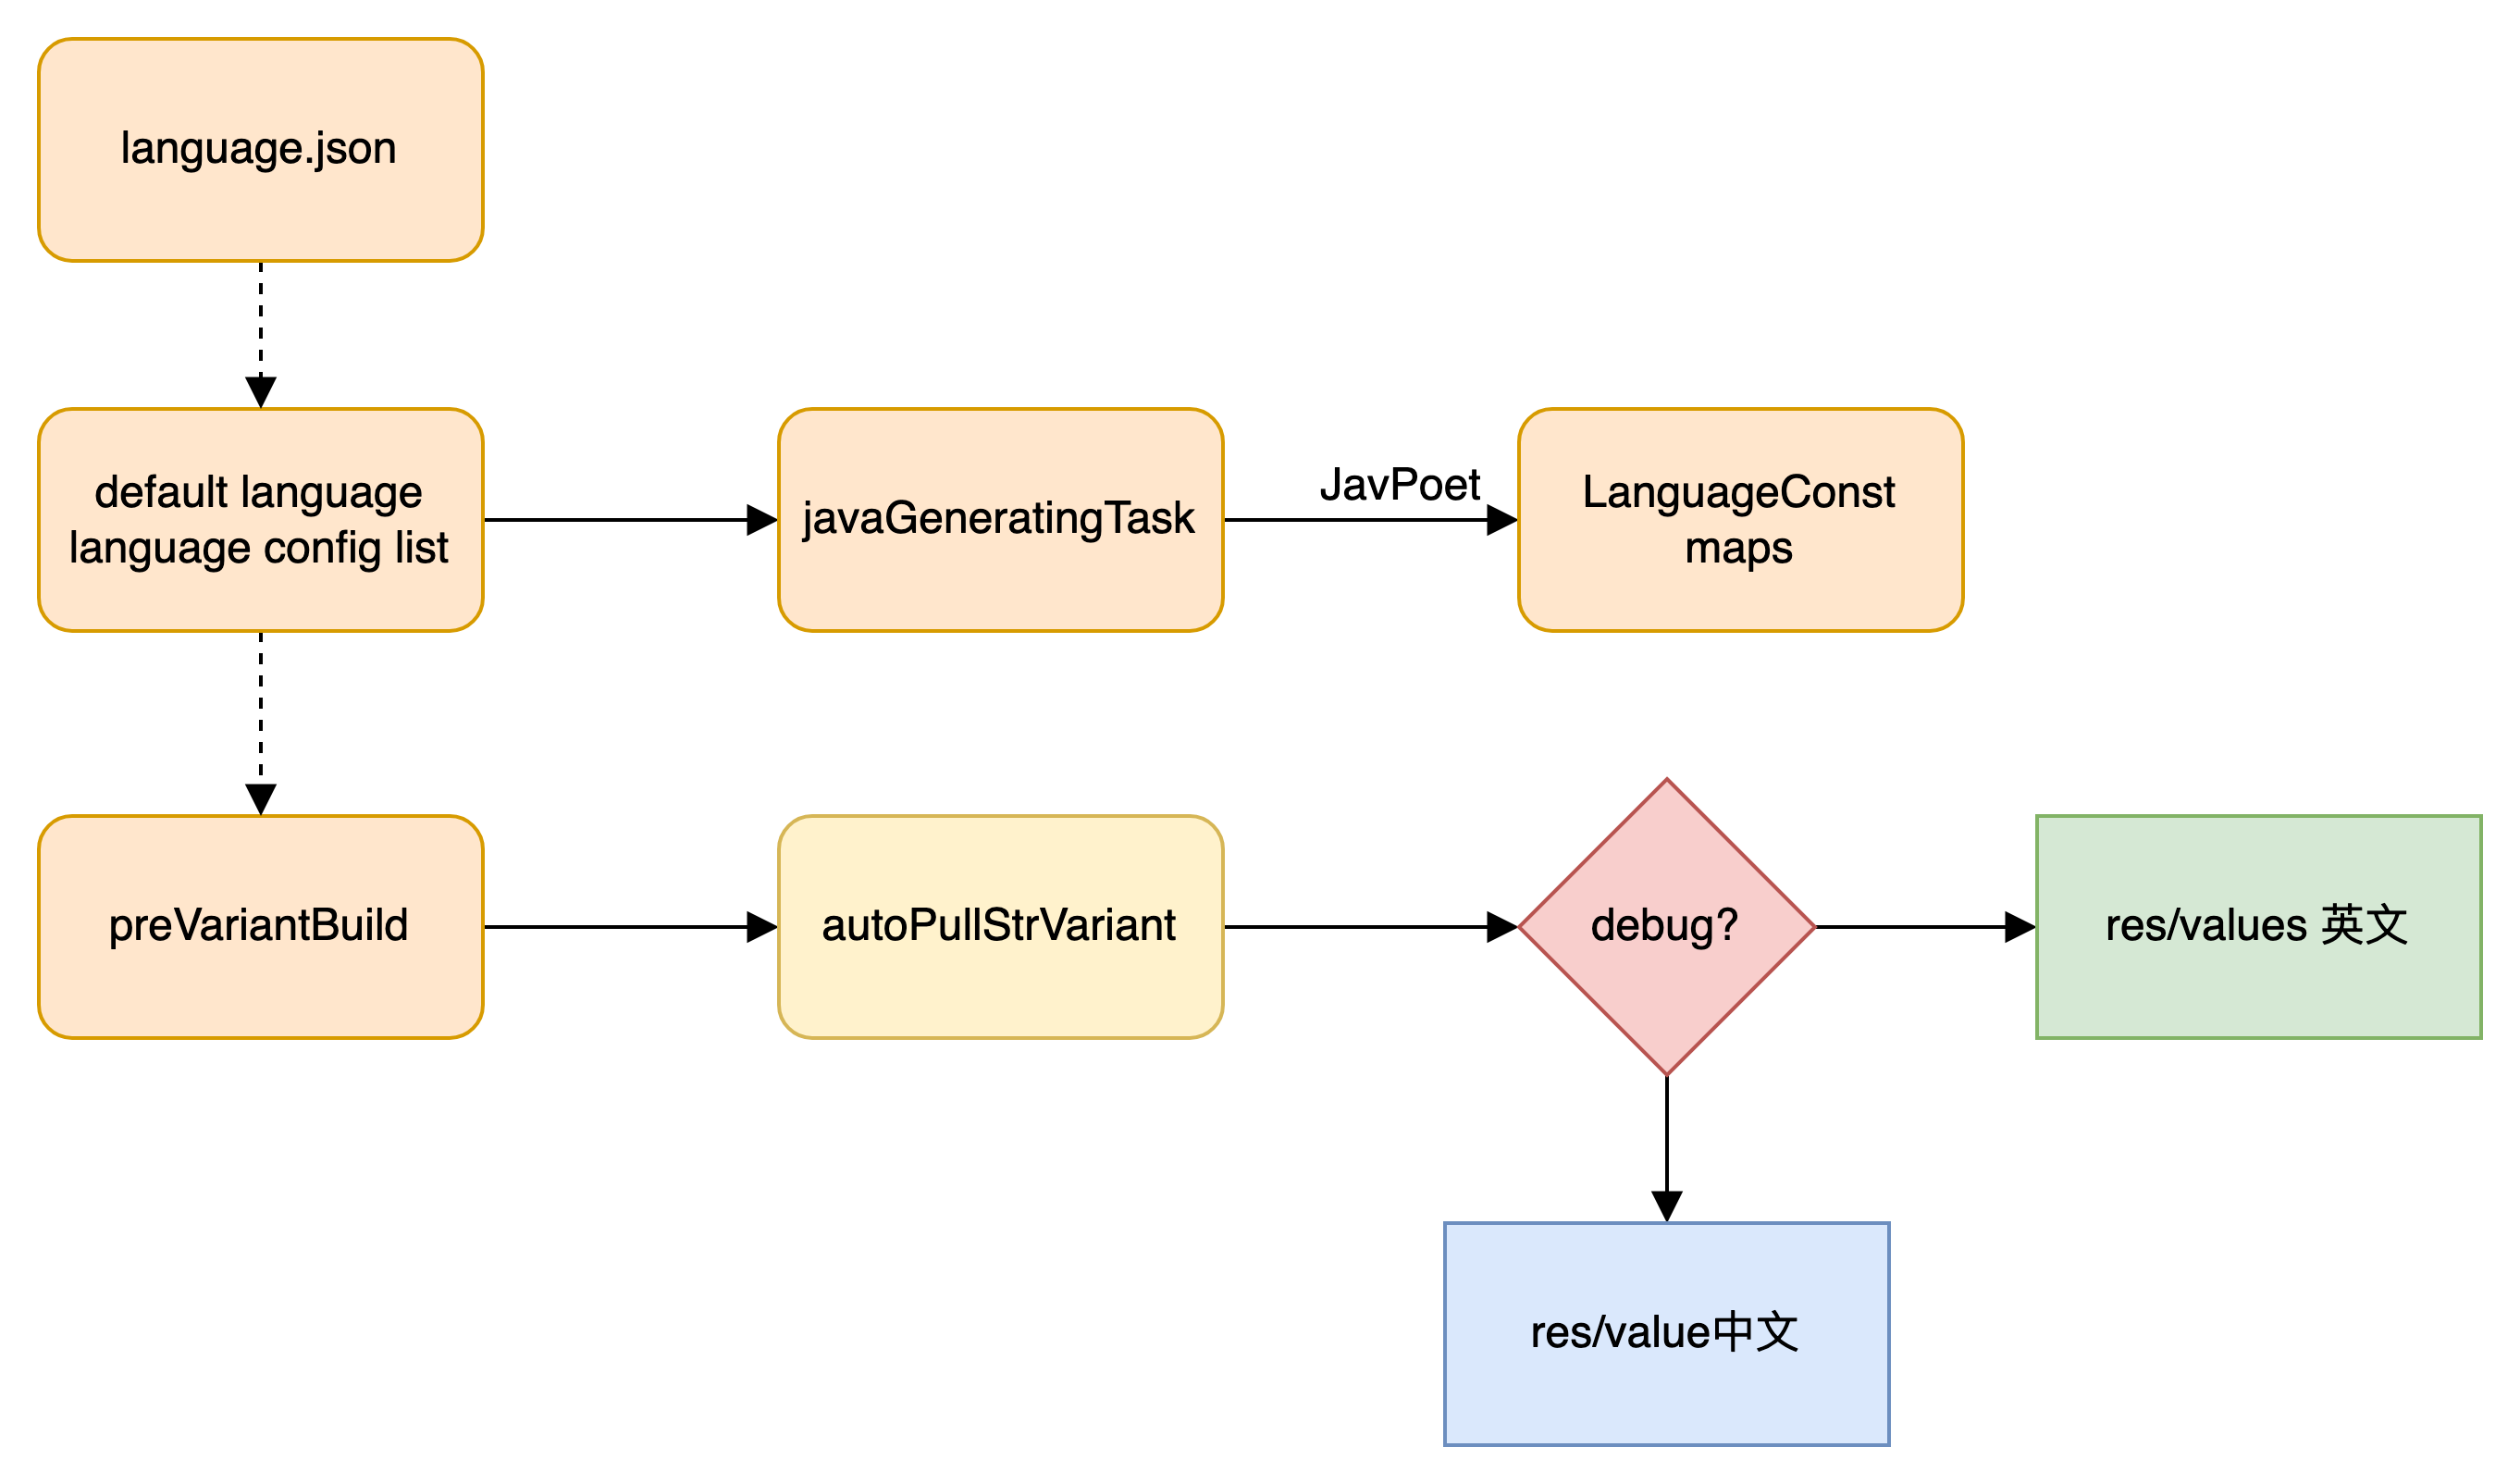 language.json
default language
language config list
javaGeneratingTask
JavPoet
LanguageConst
maps
preVariantBuild
autoPullStrVariant
debug?
res/values 英文
res/value中文